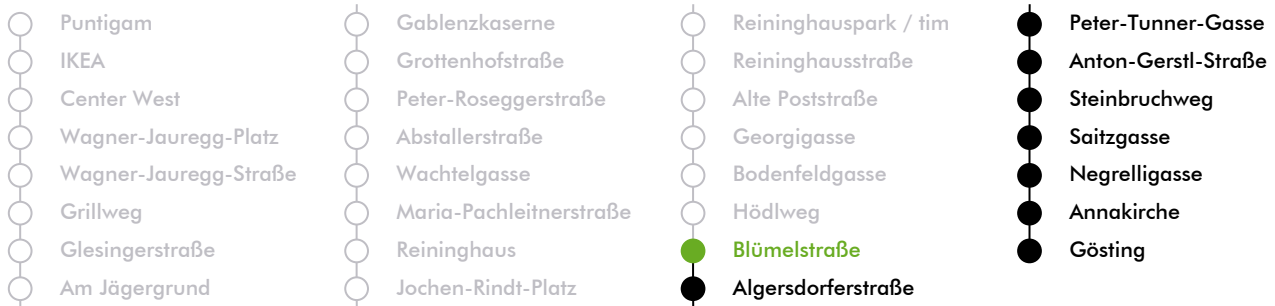 Puntigam
IKEA
Center West
Wagner-Jauregg-Platz
Wagner-Jauregg-Straße
Grillweg
Glesingerstraße
Am Jägergrund
Gablenzkaserne
Grottenhofstraße
Peter-Roseggerstraße
Abstallerstraße
Wachtelgasse
Maria-Pachleitnerstraße
Reininghaus
Jochen-Rindt-Platz
Reininghauspark / tim
Reininghausstraße
Alte Poststraße
Georgigasse
Bodenfeldgasse
Hödlweg
Blümelstraße
Algersdorferstraße
Peter-Tunner-Gasse
Anton-Gerstl-Straße
Steinbruchweg
Saitzgasse
Negrelligasse
Annakirche
Gösting